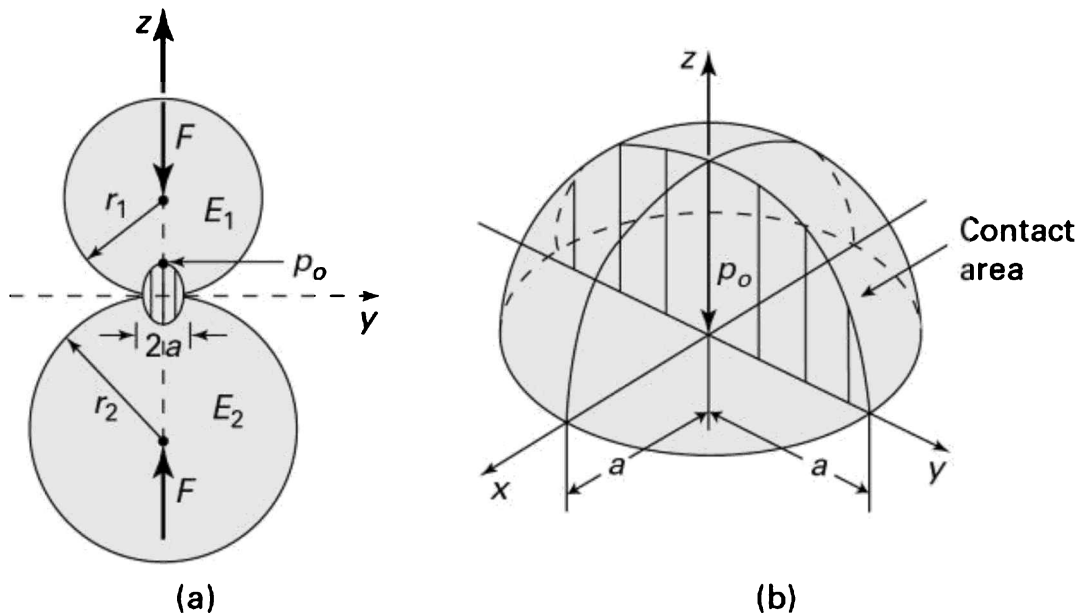 z
F
r₁
E₁
pₒ
y
2a
r₂
E₂
F
(a)
z
Contact
area
pₒ
a
a
x
y
(b)